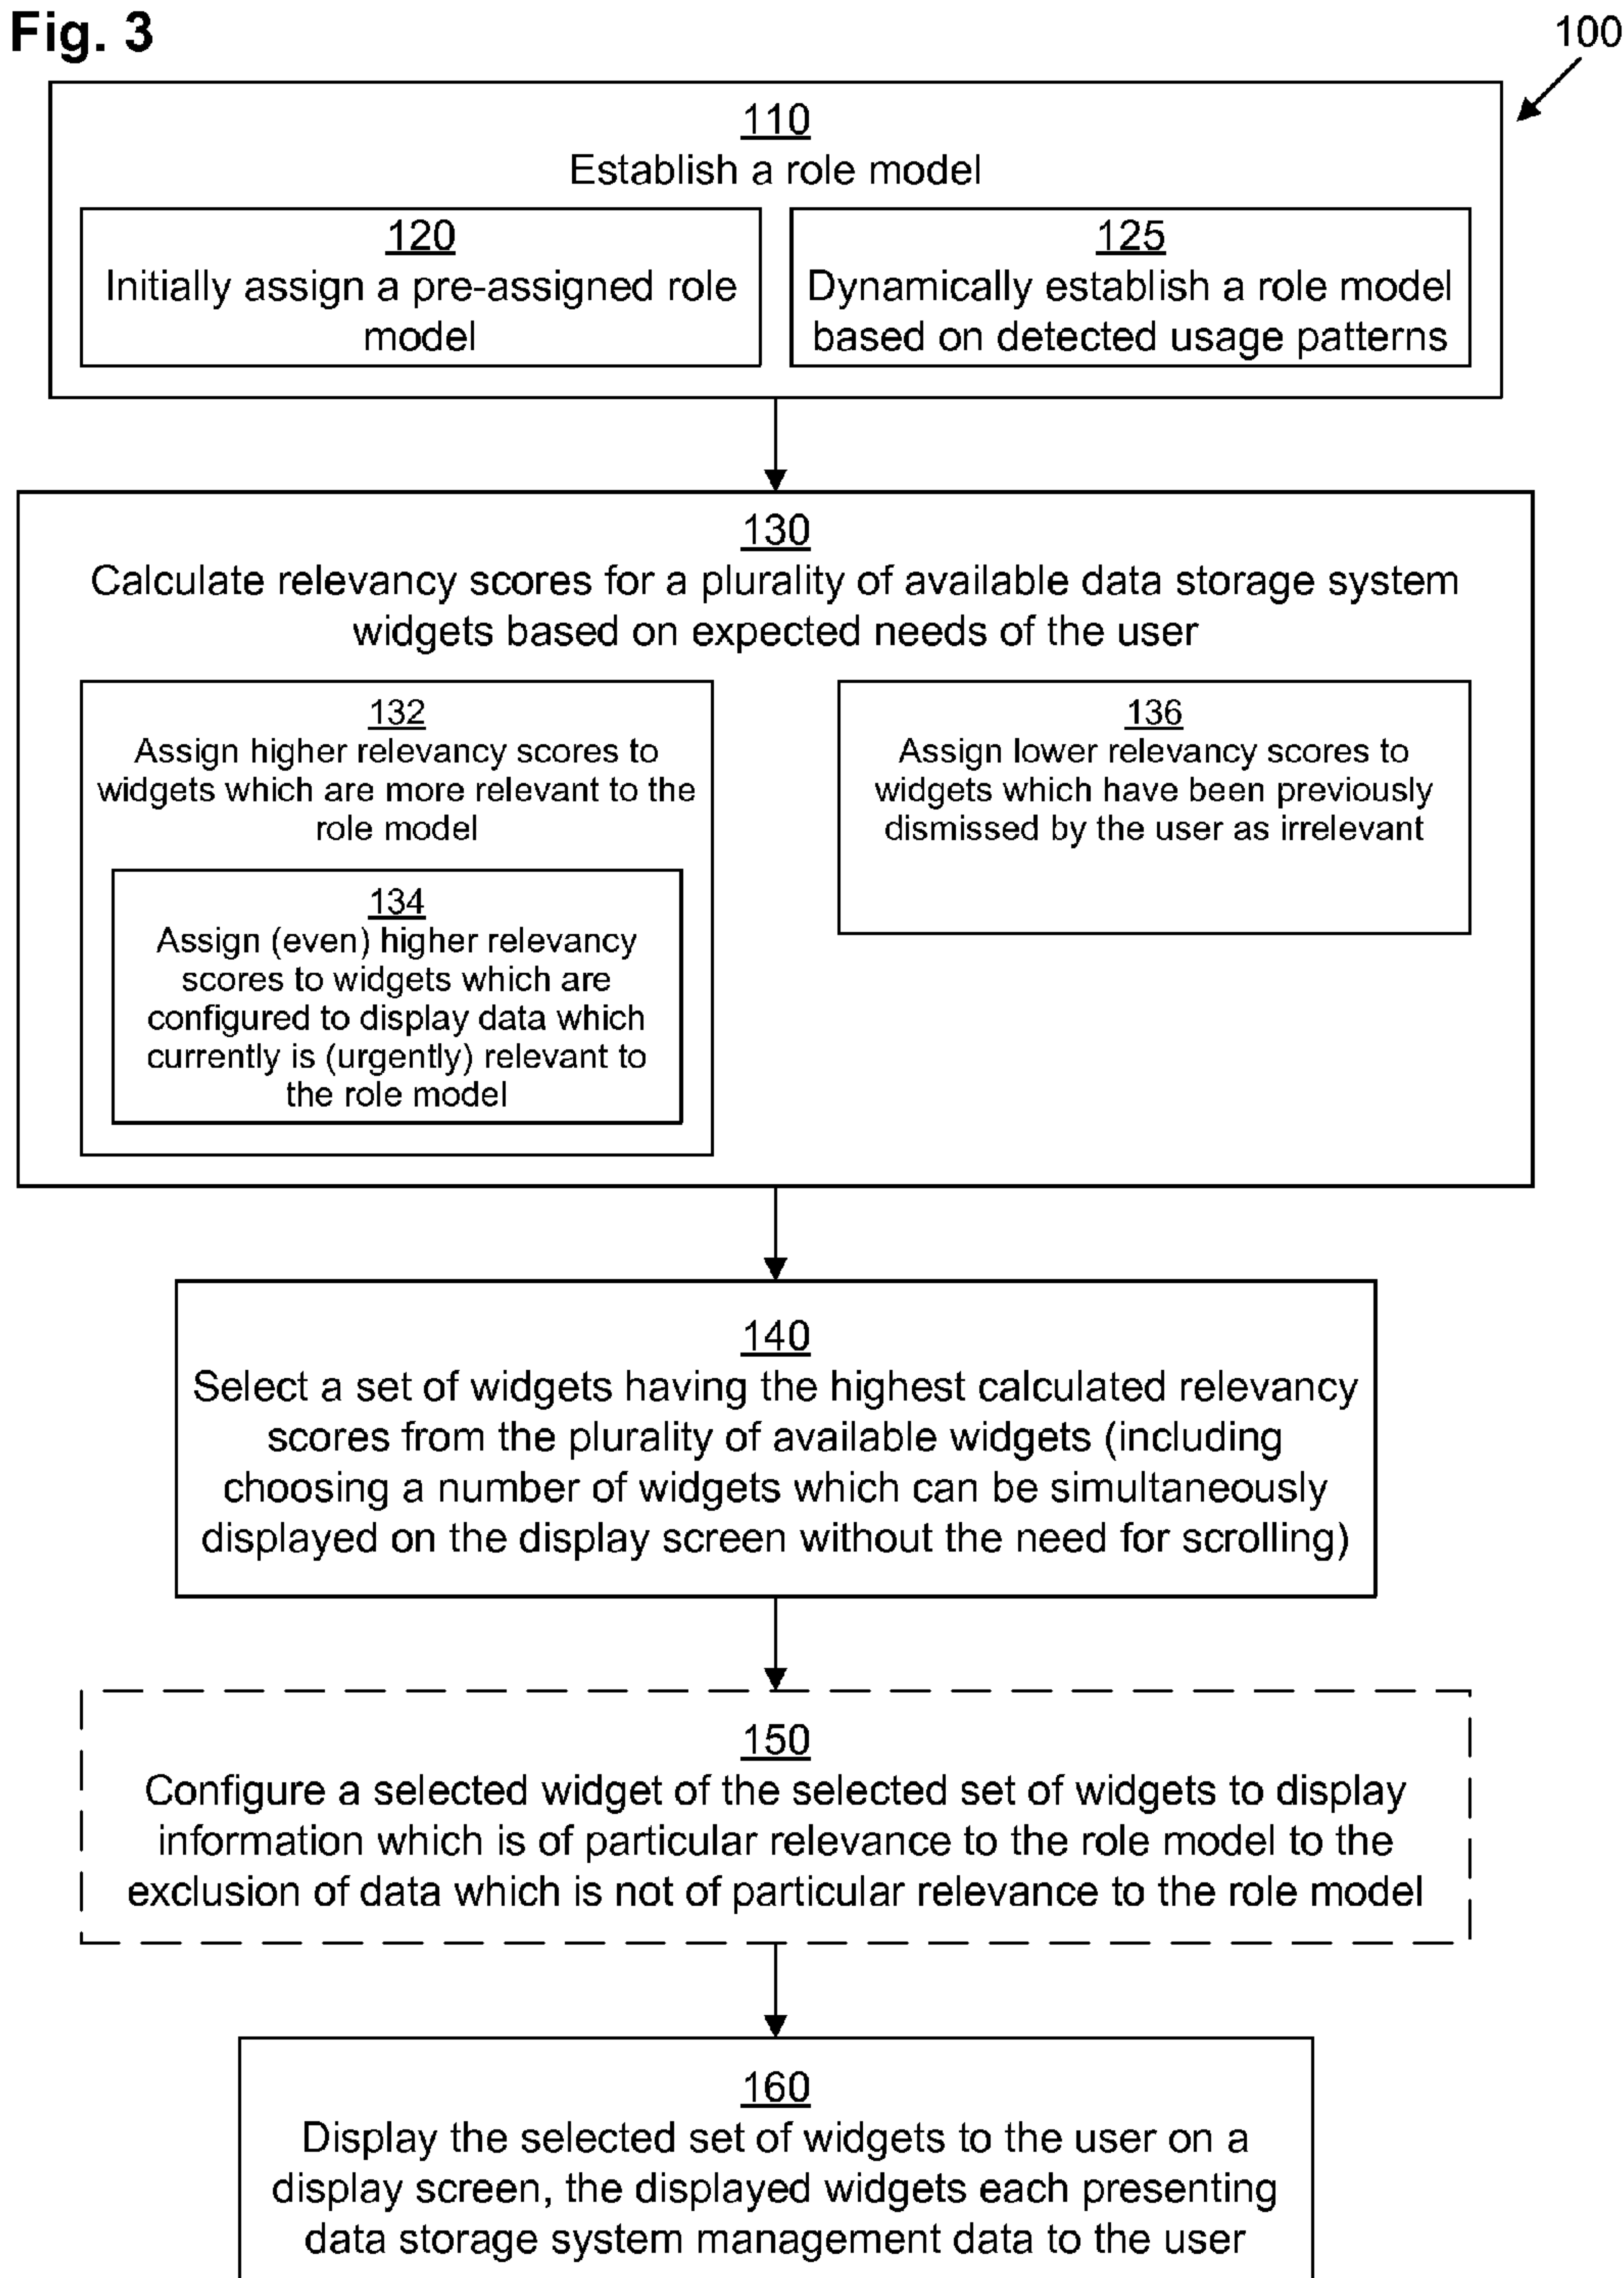 Fig. 3
100
110
Establish a role model
120
Initially assign a pre-assigned role
model
125
Dynamically establish a role model
based on detected usage patterns
130
Calculate relevancy scores for a plurality of available data storage system
widgets based on expected needs of the user
132
Assign higher relevancy scores to
widgets which are more relevant to the
role model
134
Assign (even) higher relevancy
scores to widgets which are
configured to display data which
currently is (urgently) relevant to
the role model
136
Assign lower relevancy scores to
widgets which have been previously
dismissed by the user as irrelevant
140
Select a set of widgets having the highest calculated relevancy
scores from the plurality of available widgets (including
choosing a number of widgets which can be simultaneously
displayed on the display screen without the need for scrolling)
150
Configure a selected widget of the selected set of widgets to display
information which is of particular relevance to the role model to the
exclusion of data which is not of particular relevance to the role model
160
Display the selected set of widgets to the user on a
display screen, the displayed widgets each presenting
data storage system management data to the user